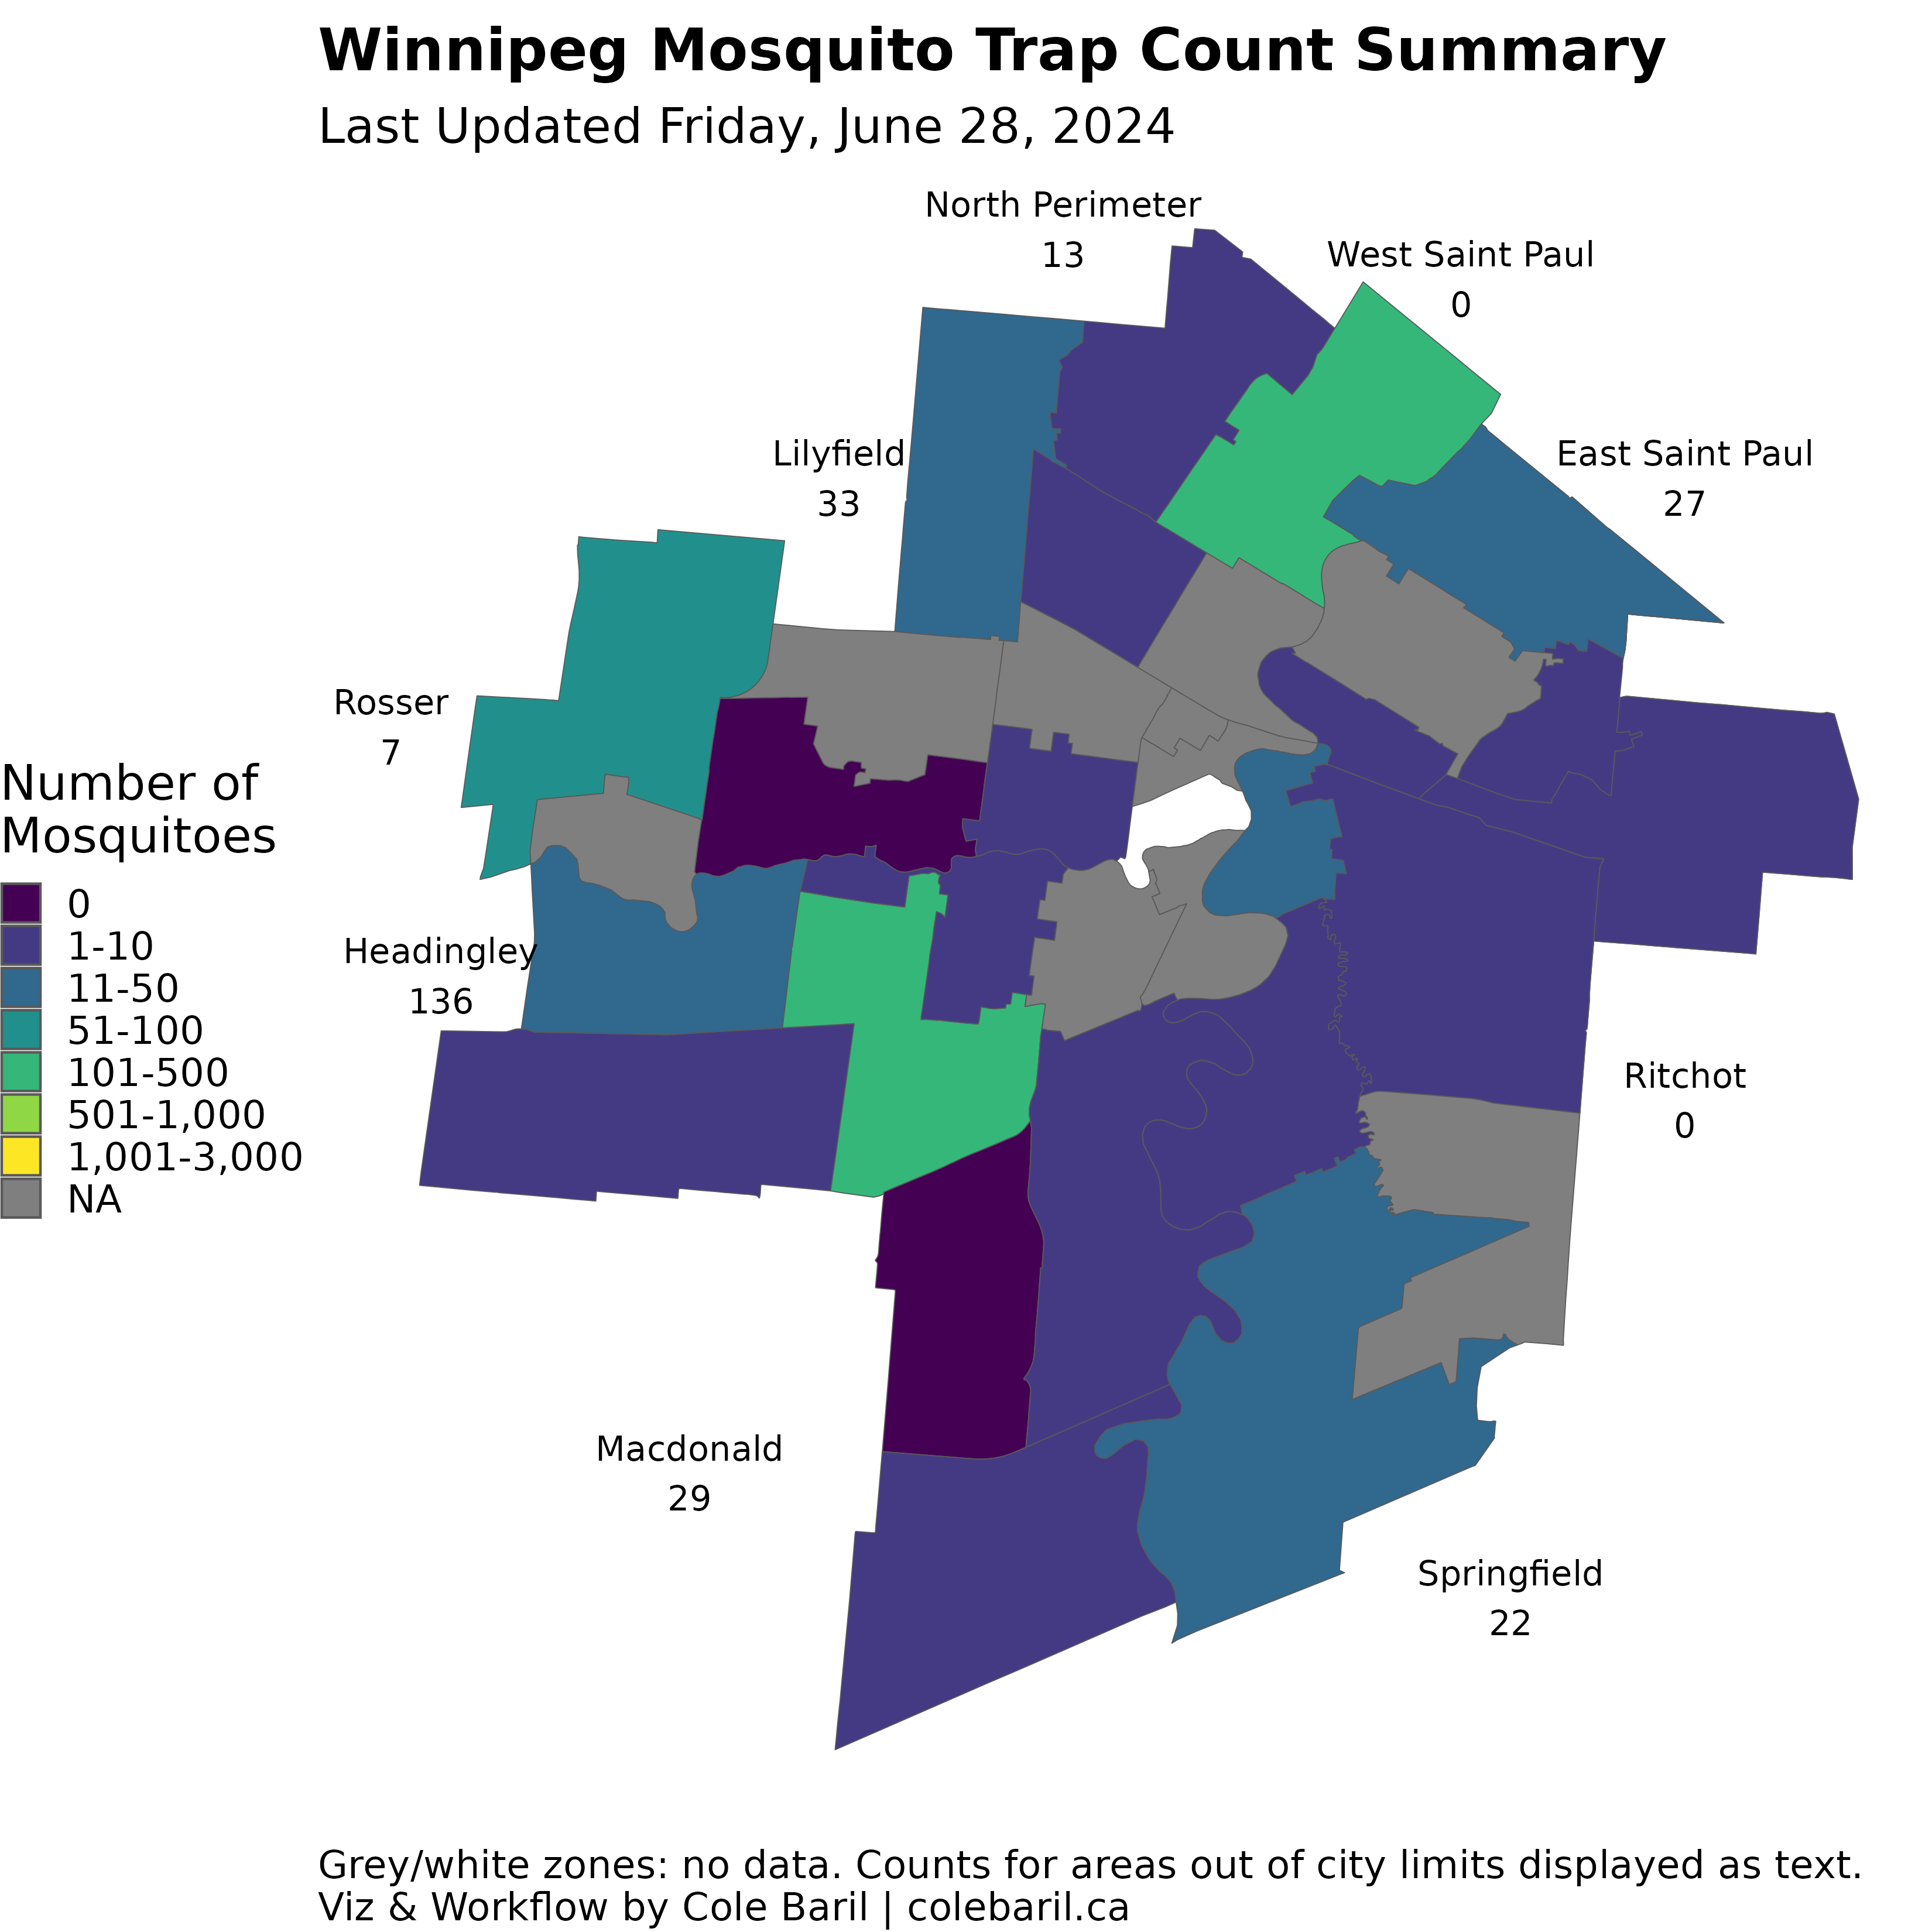 Winnipeg Mosquito Trap Count Summary
Last Updated Friday, June 28, 2024
North Perimeter
13
West Saint Paul
0
Lilyfield
33
East Saint Paul
27
Rosser
7
Number of
Mosquitoes
0
1-10
11-50
51-100
101-500
501-1,000
1,001-3,000
NA
Headingley
136
Ritchot
0
Macdonald
29
Springfield
22
Grey/white zones: no data. Counts for areas out of city limits displayed as text.
Viz & Workflow by Cole Baril | colebaril.ca